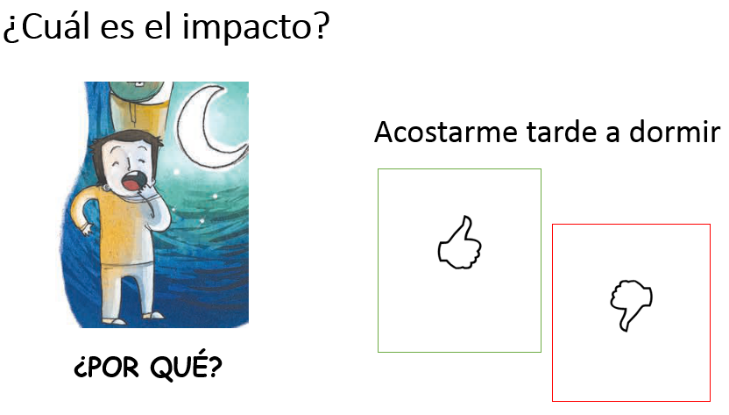 ¿Cuál es el impacto?
Acostarme tarde a dormir
¿POR QUÉ?